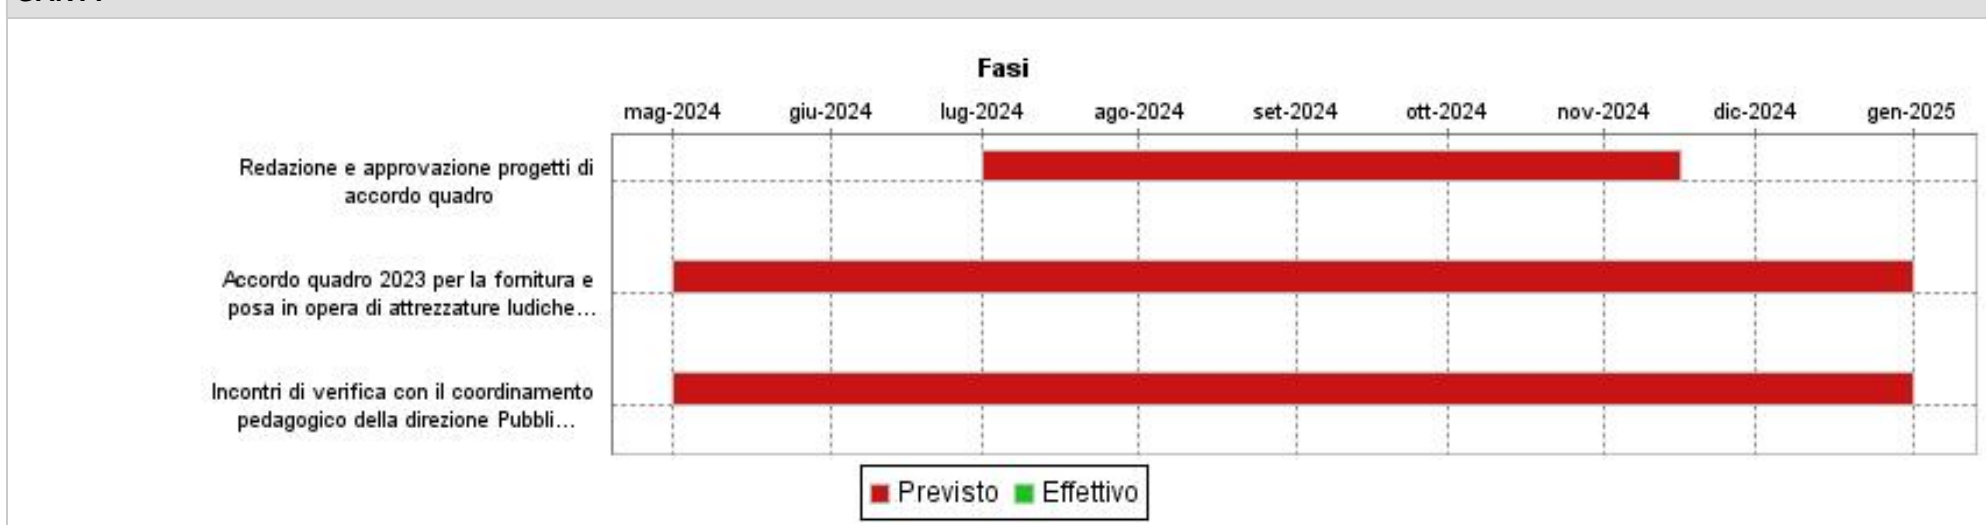 Fasi
mag-2024 giu-2024 lug-2024 ago-2024 set-2024 ott-2024 nov-2024 dic-2024 gen-2025
Redazione e approvazione progetti di
accordo quadro
Accordo quadro 2023 per la fornitura e
posa in opera di attrezzature ludiche...
Incontri di verifica con il coordinamento
pedagogico della direzione Pubbli...
Previsto Effettivo